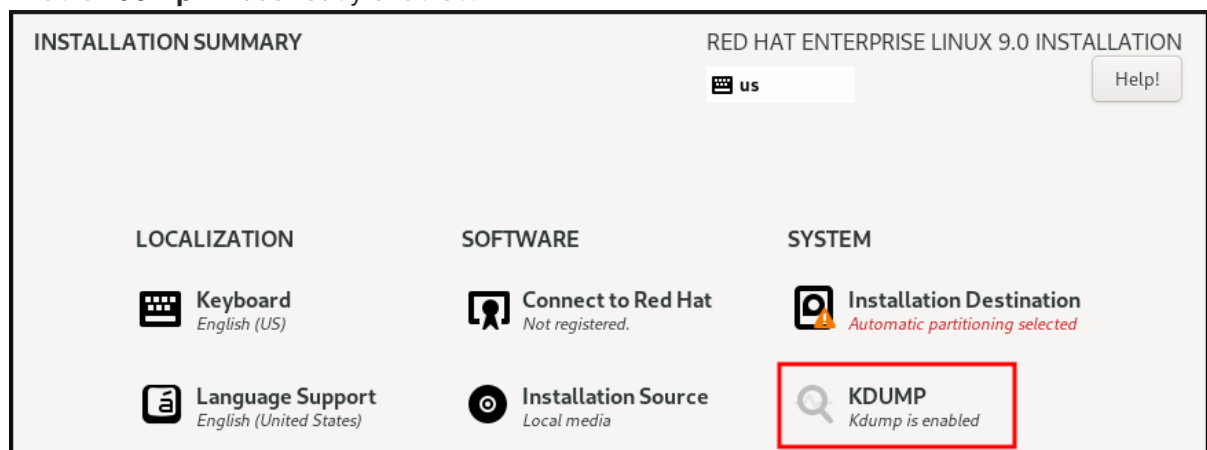 INSTALLATION SUMMARY
RED HAT ENTERPRISE LINUX 9.0 INSTALLATION
us
Help!
LOCALIZATION
SOFTWARE
SYSTEM
Keyboard
English (US)
Connect to Red Hat
Not registered.
Installation Destination
Automatic partitioning selected
Language Support
English (United States)
Installation Source
Local media
KDUMP
Kdump is enabled